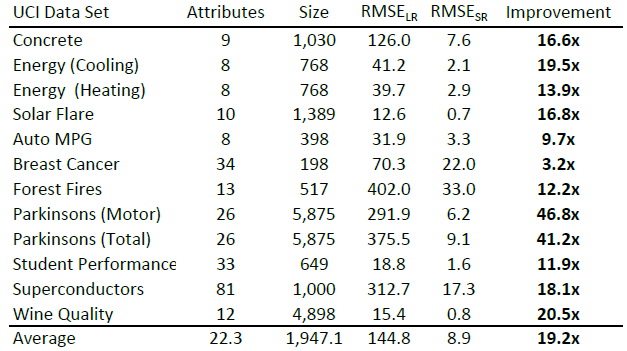 UCI Data Set Attributes Size RMSELR RMSESR Improvement
Concrete 9 1,030 126.0 7.6 16.6x
Energy (Cooling) 8 768 41.2 2.1 19.5x
Energy (Heating) 8 768 39.7 2.9 13.9x
Solar Flare 10 1,389 12.6 0.7 16.8x
Auto MPG 8 398 31.9 3.3 9.7x
Breast Cancer 34 198 70.3 22.0 3.2x
Forest Fires 13 517 402.0 33.0 12.2x
Parkinsons (Motor) 26 5,875 291.9 6.2 46.8x
Parkinsons (Total) 26 5,875 375.5 9.1 41.2x
Student Performance 33 649 18.8 1.6 11.9x
Superconductors 81 1,000 312.7 17.3 18.1x
Wine Quality 12 4,898 15.4 0.8 20.5x
Average 22.3 1,947.1 144.8 8.9 19.2x